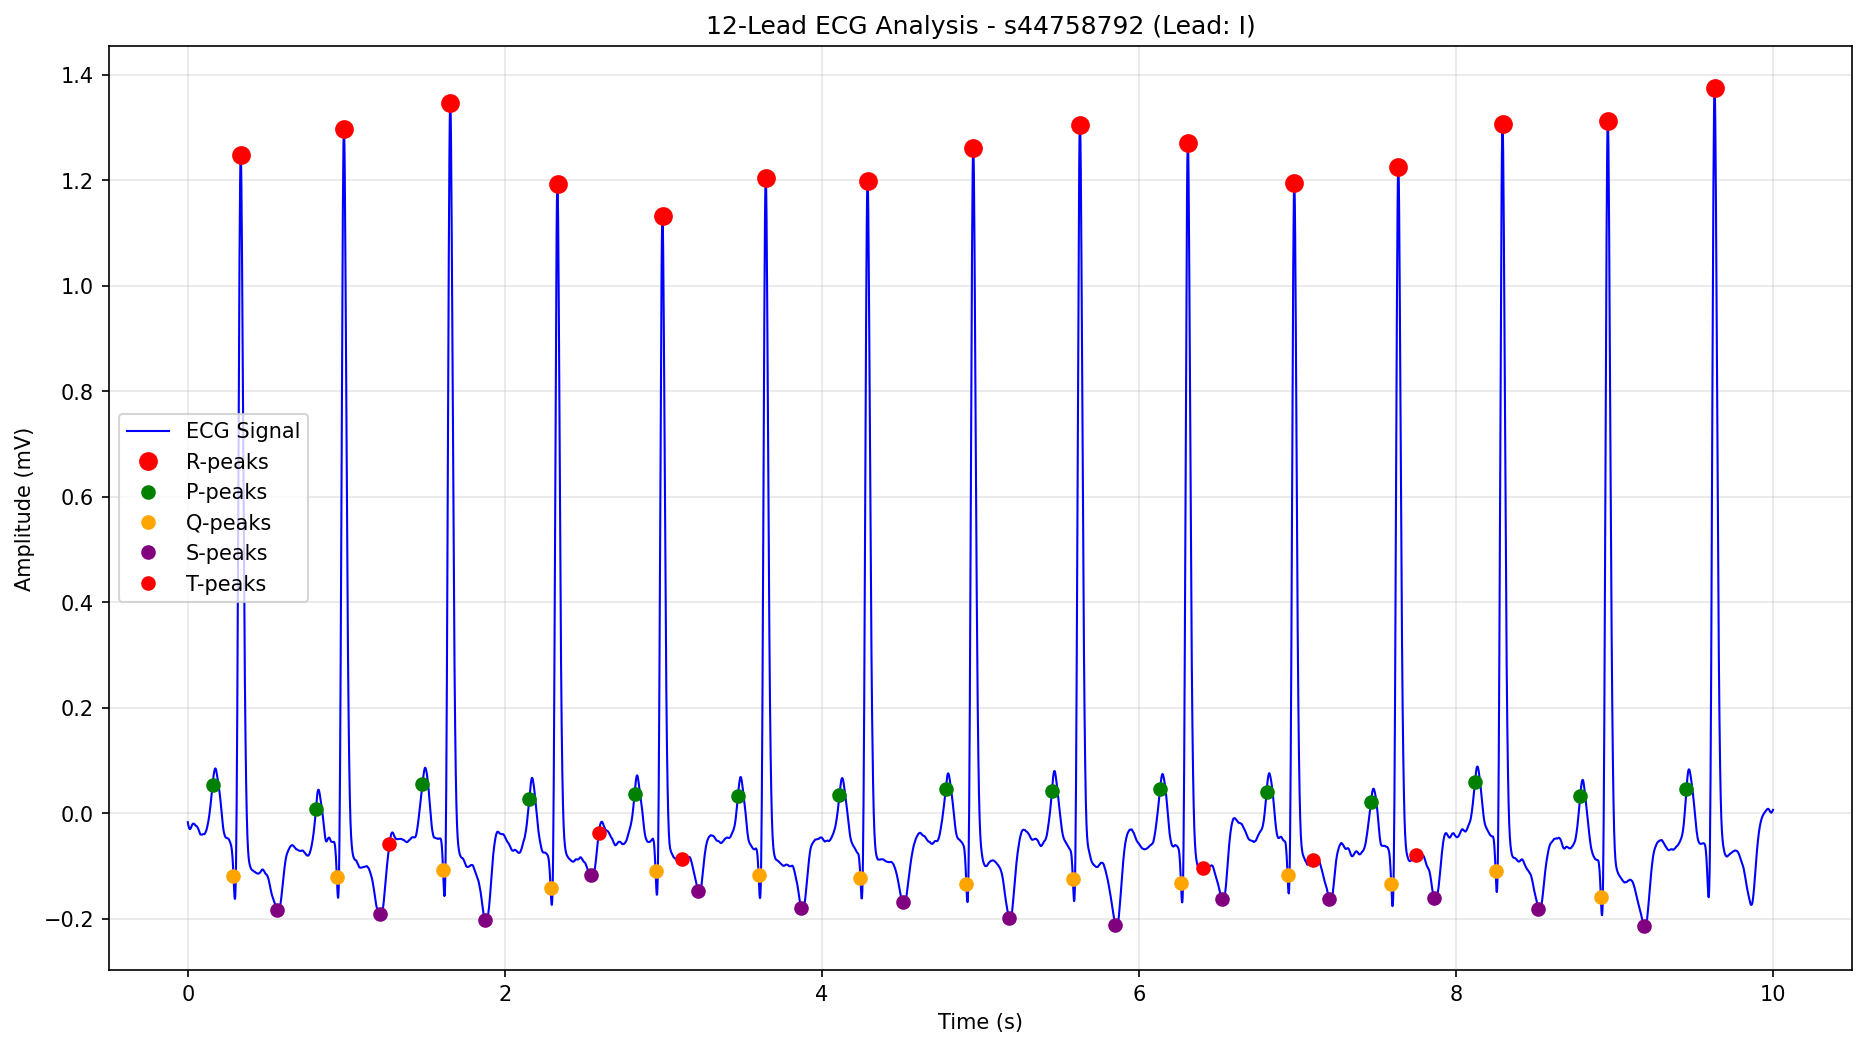 12-Lead ECG Analysis - s44758792 (Lead: I)
1.4
1.2
1.0
0.8
0.6
0.4
0.2
0.0
−0.2
Amplitude (mV)
ECG Signal
R-peaks
P-peaks
Q-peaks
S-peaks
T-peaks
0 2 4 6 8 10
Time (s)